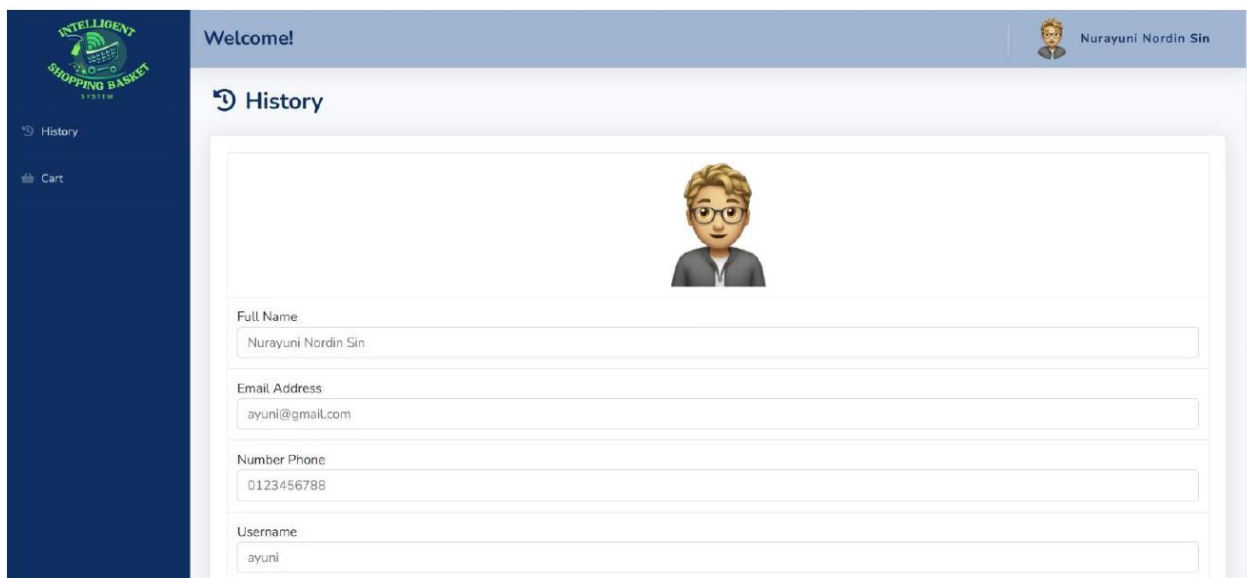 INTELLIGENT
SHOPPING BASKET
SYSTEM
History
Cart
Welcome!
Nurayuni Nordin Sin
History
Full Name
Nurayuni Nordin Sin
Email Address
ayuni@gmail.com
Number Phone
0123456788
Username
ayuni